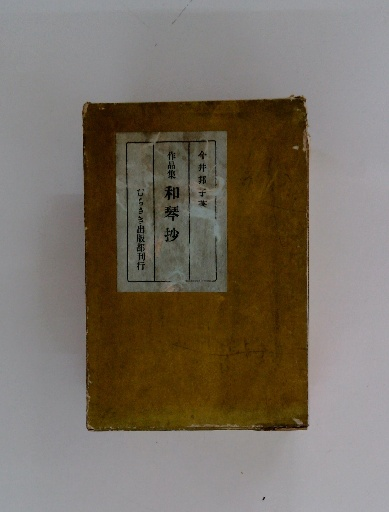 今井邦子著
作品集 和琴抄
むらさき出版部刊行